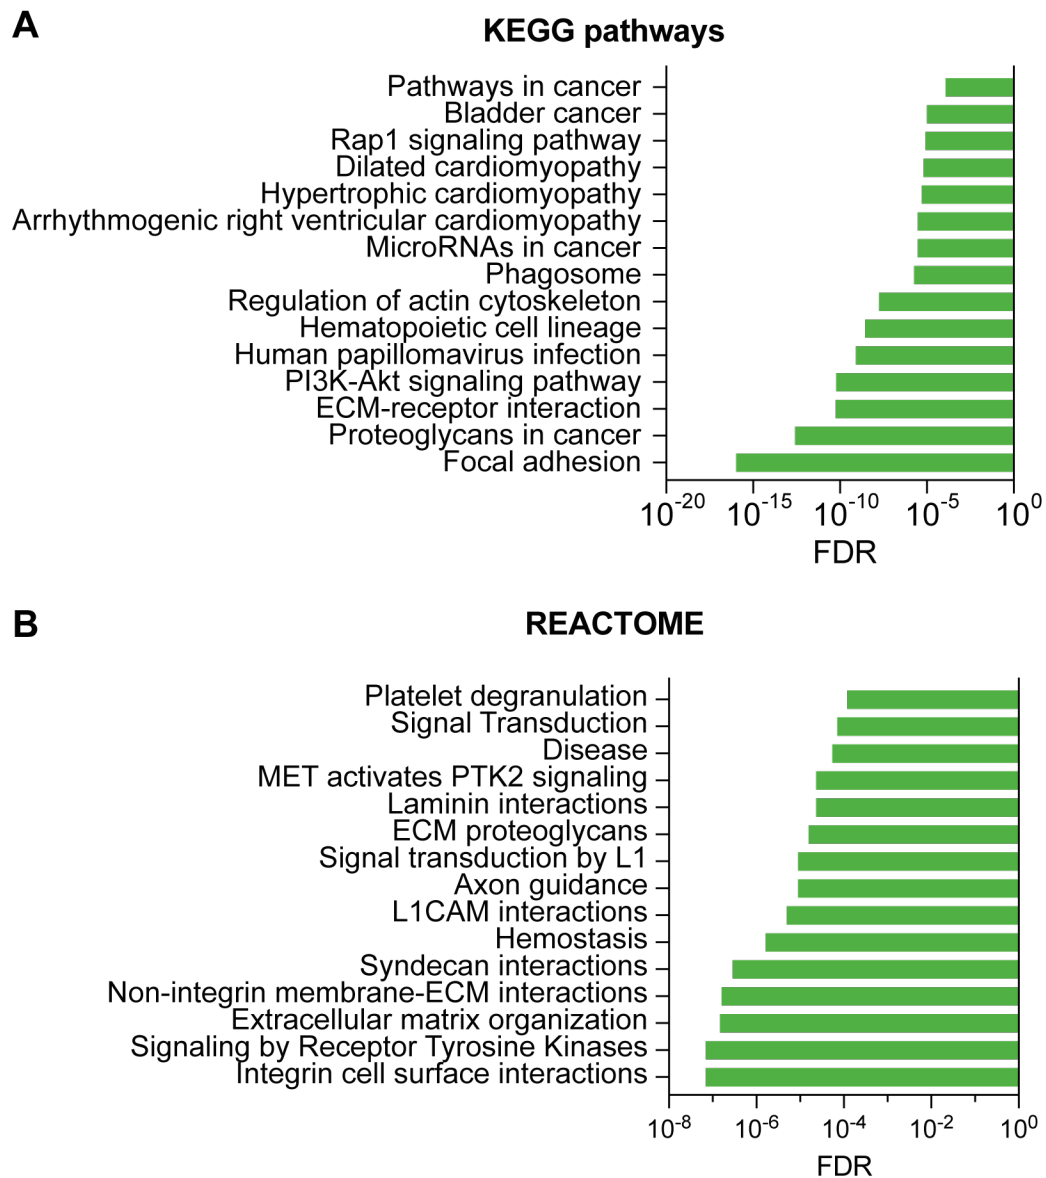 A
KEGG pathways
Pathways in cancer
Bladder cancer
Rap1 signaling pathway
Dilated cardiomyopathy
Hypertrophic cardiomyopathy
Arrhythmogenic right ventricular cardiomyopathy
MicroRNAs in cancer
Phagosome
Regulation of actin cytoskeleton
Hematopoietic cell lineage
Human papillomavirus infection
PI3K-Akt signaling pathway
ECM-receptor interaction
Proteoglycans in cancer
Focal adhesion
10⁻²⁰ 10⁻¹⁵ 10⁻¹⁰ 10⁻⁵ 10⁰
FDR
B
REACTOME
Platelet degranulation
Signal Transduction
Disease
MET activates PTK2 signaling
Laminin interactions
ECM proteoglycans
Signal transduction by L1
Axon guidance
L1CAM interactions
Hemostasis
Syndecan interactions
Non-integrin membrane-ECM interactions
Extracellular matrix organization
Signaling by Receptor Tyrosine Kinases
Integrin cell surface interactions
10⁻⁸ 10⁻⁶ 10⁻⁴ 10⁻² 10⁰
FDR